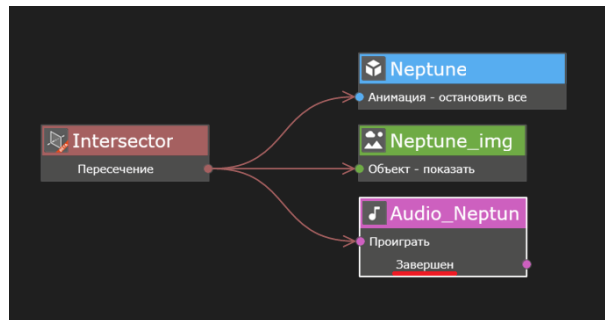 Neptune
Анимация - остановить все
Intersector
Пересечение
Neptune_img
Объект - показать
Audio_Neptun
Проиграть
Завершен